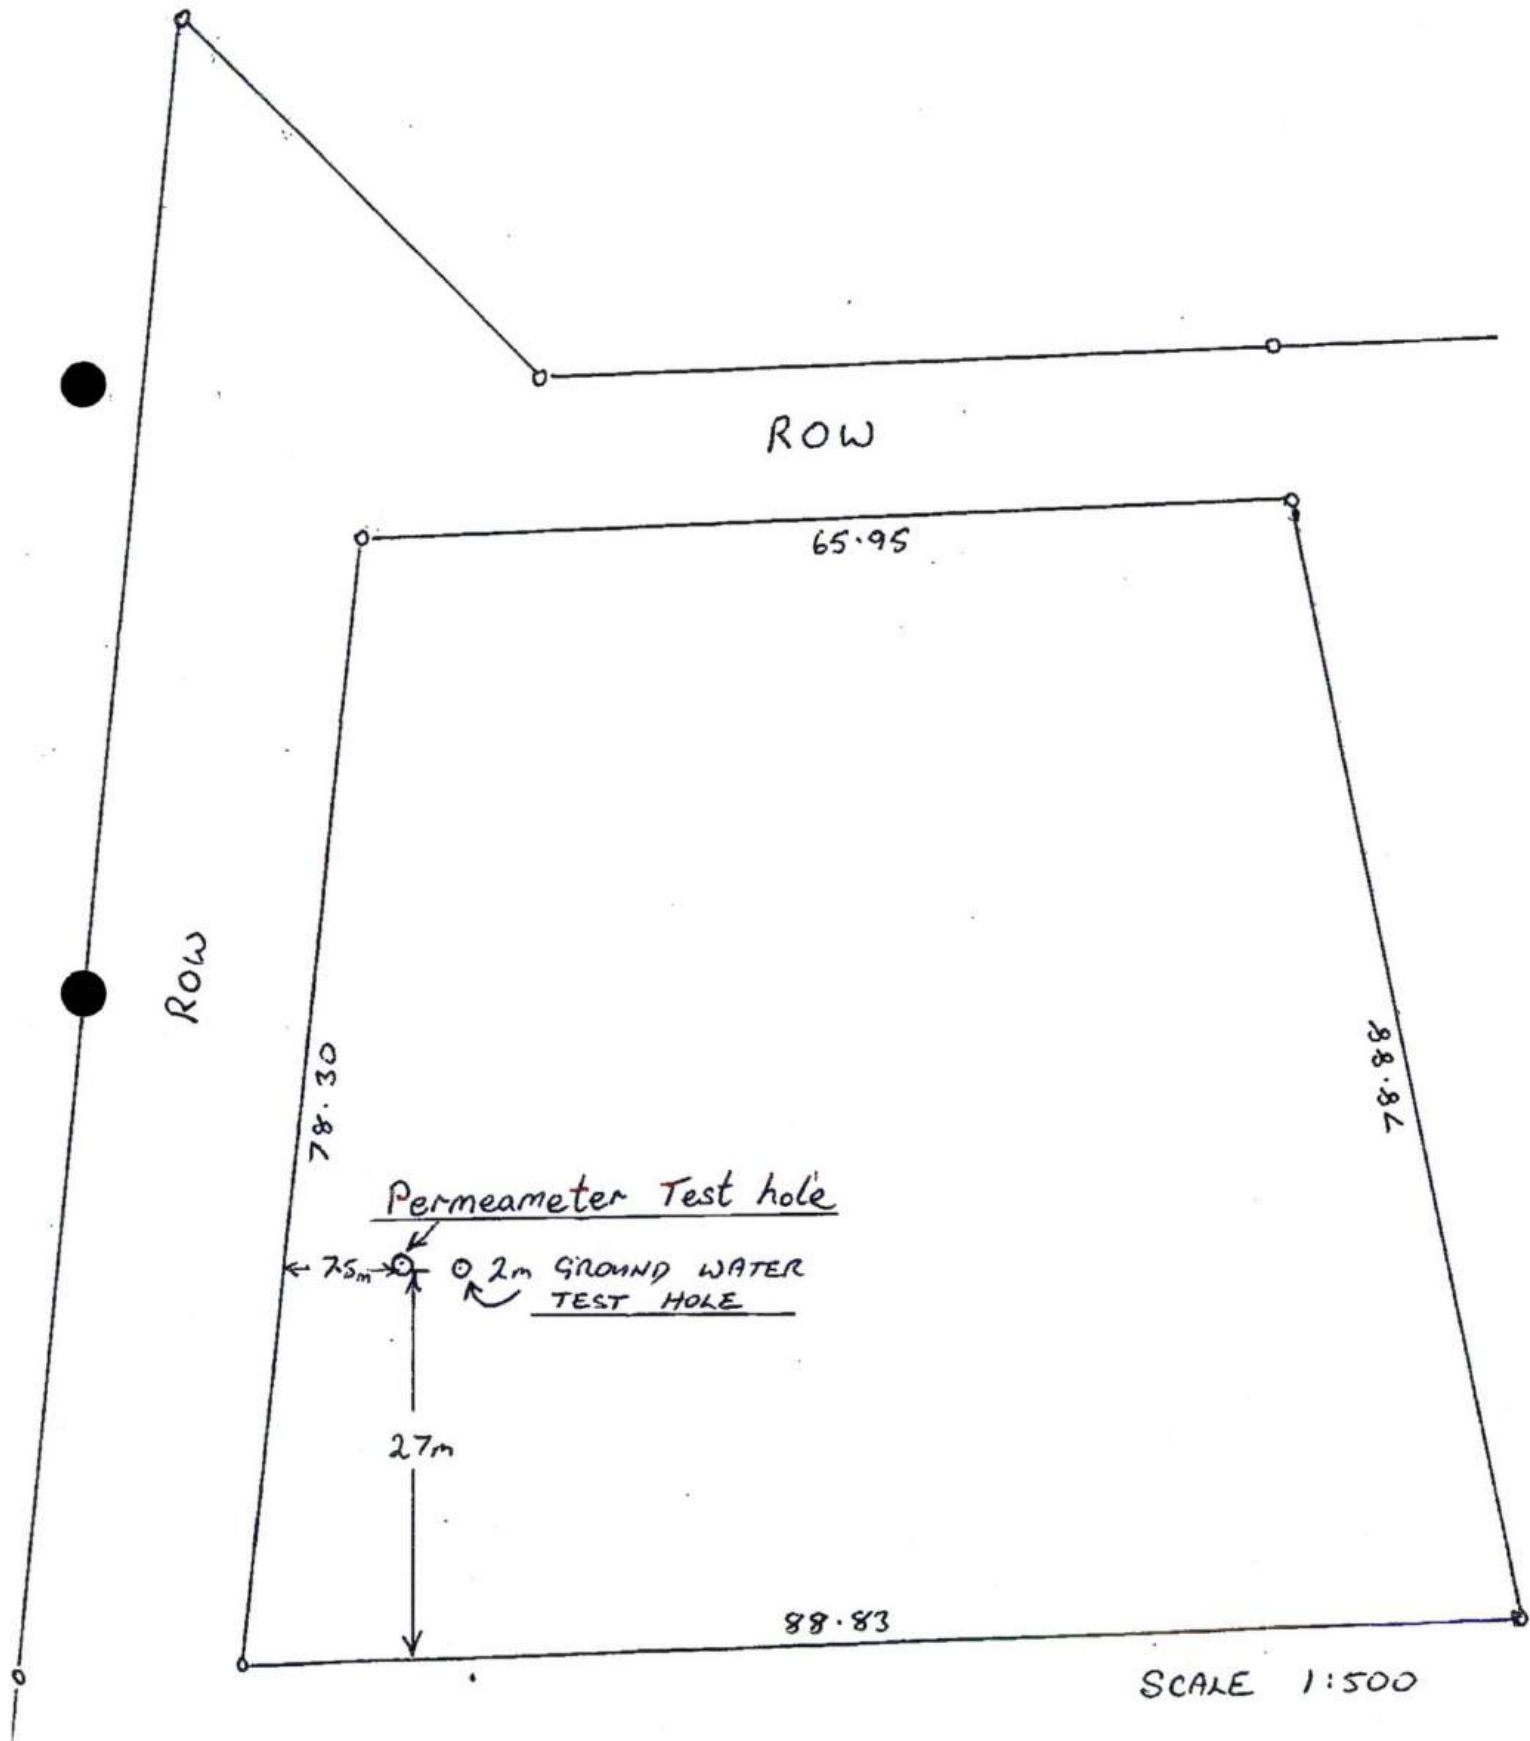 ROW
65.95
ROW
78.30
78.88
Permeameter Test hole
7.5m
2m GROUND WATER
TEST HOLE
27m
88.83
SCALE 1:500